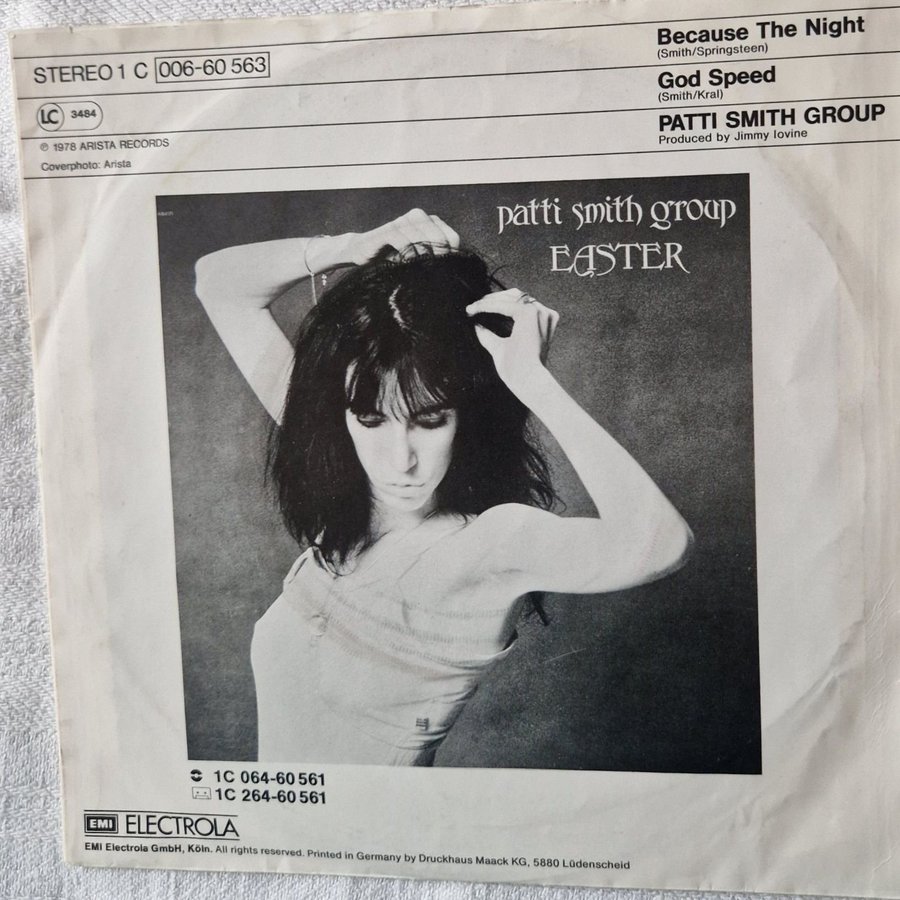 STEREO 1 C 006-60 563
LC 3484
℗ 1978 ARISTA RECORDS
Coverphoto: Arista
Because The Night
(Smith/Springsteen)
God Speed
(Smith/Kral)
PATTI SMITH GROUP
Produced by Jimmy Iovine
patti smith group
EASTER
1C 064-60 561
1C 264-60 561
EMI ELECTROLA
EMI Electrola GmbH, Köln. All rights reserved. Printed in Germany by Druckhaus Maack KG, 5880 Lüdenscheid